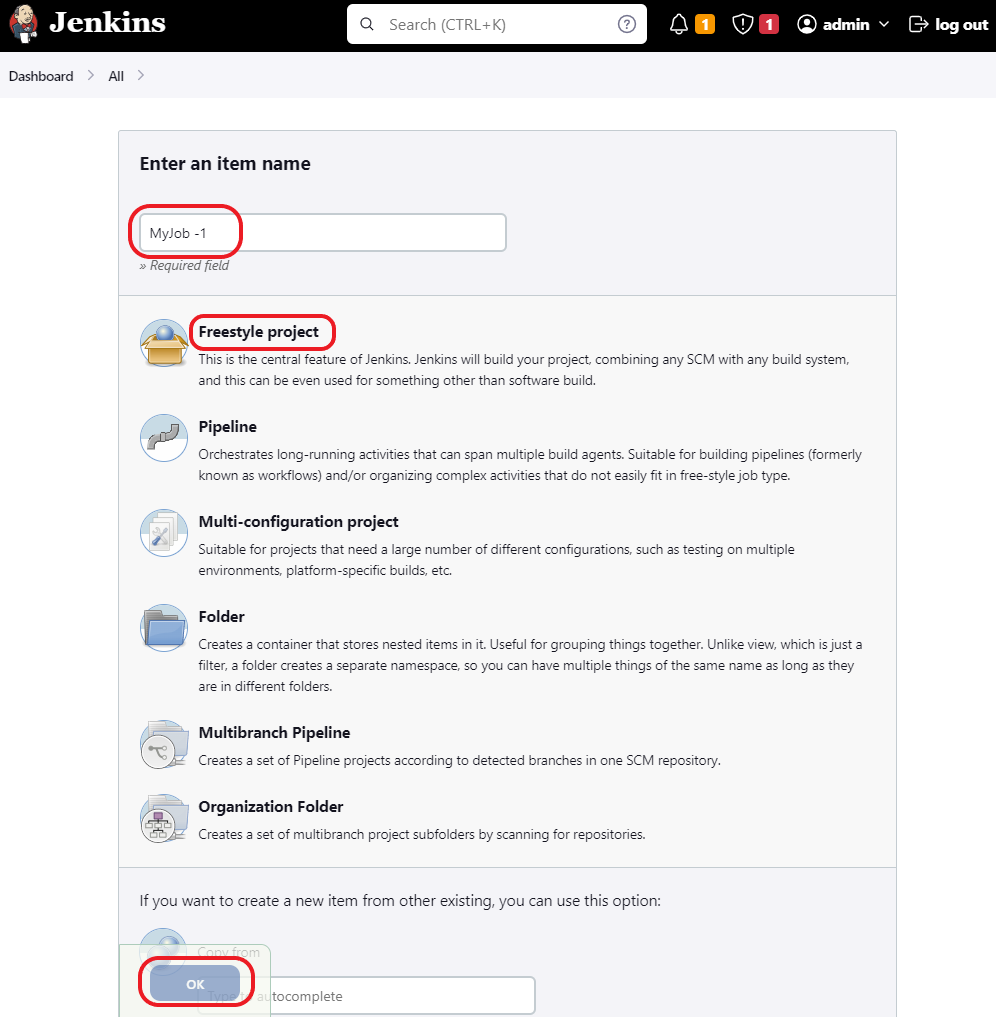 Jenkins
Search (CTRL+K)
1
1
admin
log out
Dashboard
All
Enter an item name
MyJob -1
» Required field
Freestyle project
This is the central feature of Jenkins. Jenkins will build your project, combining any SCM with any build system,
and this can be even used for something other than software build.
Pipeline
Orchestrates long-running activities that can span multiple build agents. Suitable for building pipelines (formerly
known as workflows) and/or organizing complex activities that do not easily fit in free-style job type.
Multi-configuration project
Suitable for projects that need a large number of different configurations, such as testing on multiple
environments, platform-specific builds, etc.
Folder
Creates a container that stores nested items in it. Useful for grouping things together. Unlike view, which is just a
filter, a folder creates a separate namespace, so you can have multiple things of the same name as long as they
are in different folders.
Multibranch Pipeline
Creates a set of Pipeline projects according to detected branches in one SCM repository.
Organization Folder
Creates a set of multibranch project subfolders by scanning for repositories.
If you want to create a new item from other existing, you can use this option:
Copy from
OK
Type to autocomplete